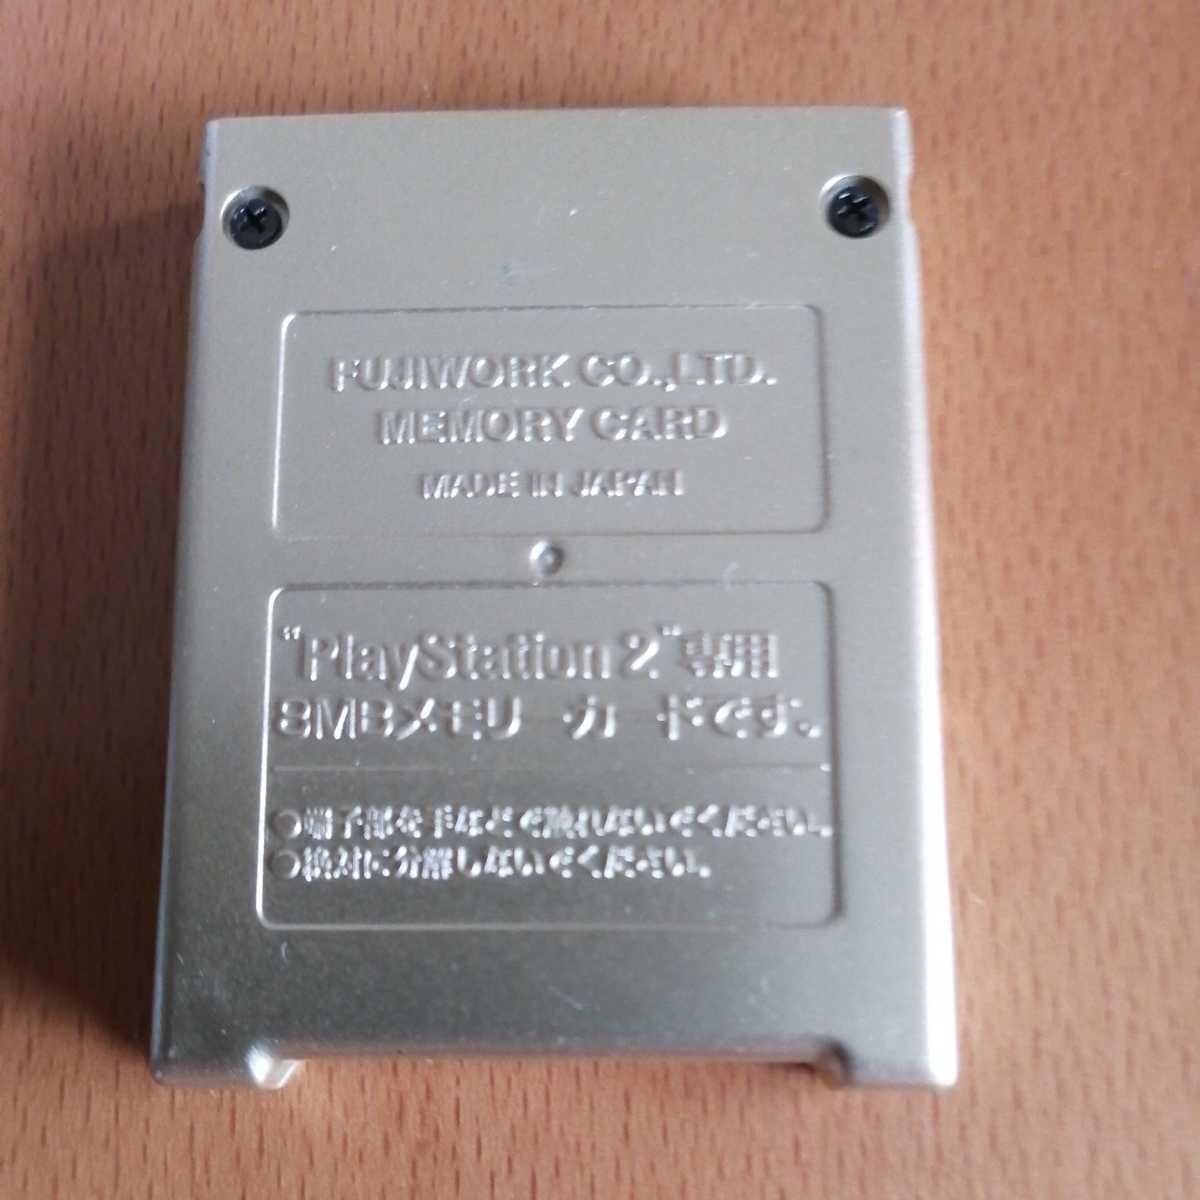 FUJIWORK CO.,LTD.
MEMORY CARD
MADE IN JAPAN
"PlayStation 2"専用
8MBメモリーカードです。
○端子部を手などで触れないでください。
○絶対に分解しないでください。